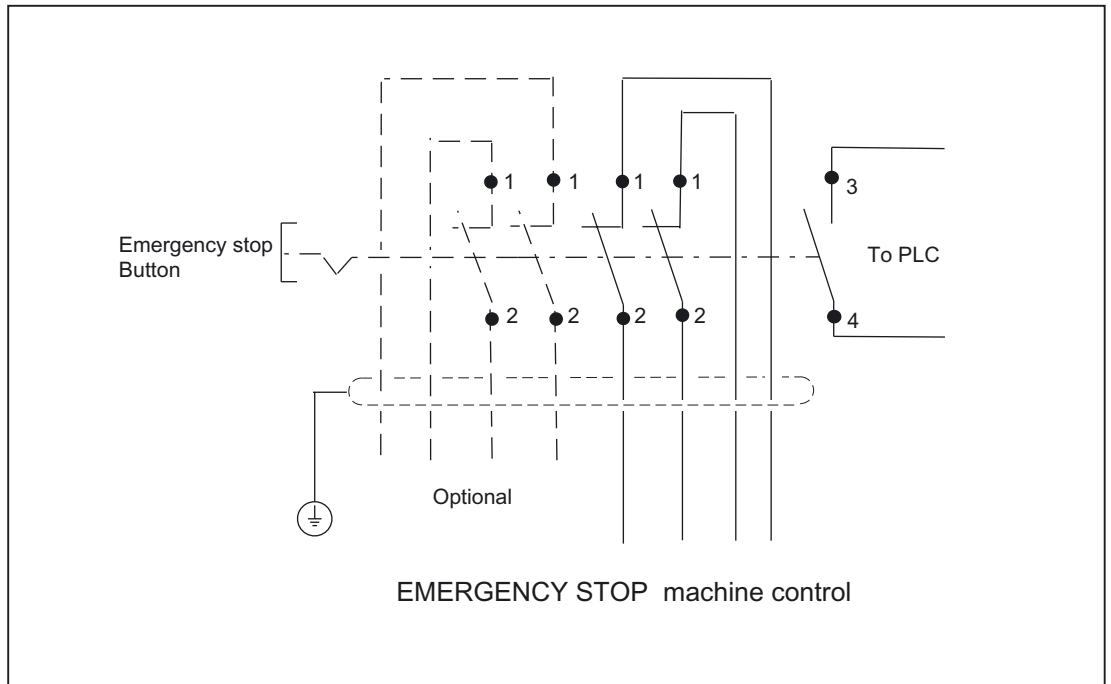 1 1 1 1 3
Emergency stop
Button
To PLC
2 2 2 2 4
Optional
EMERGENCY STOP machine control